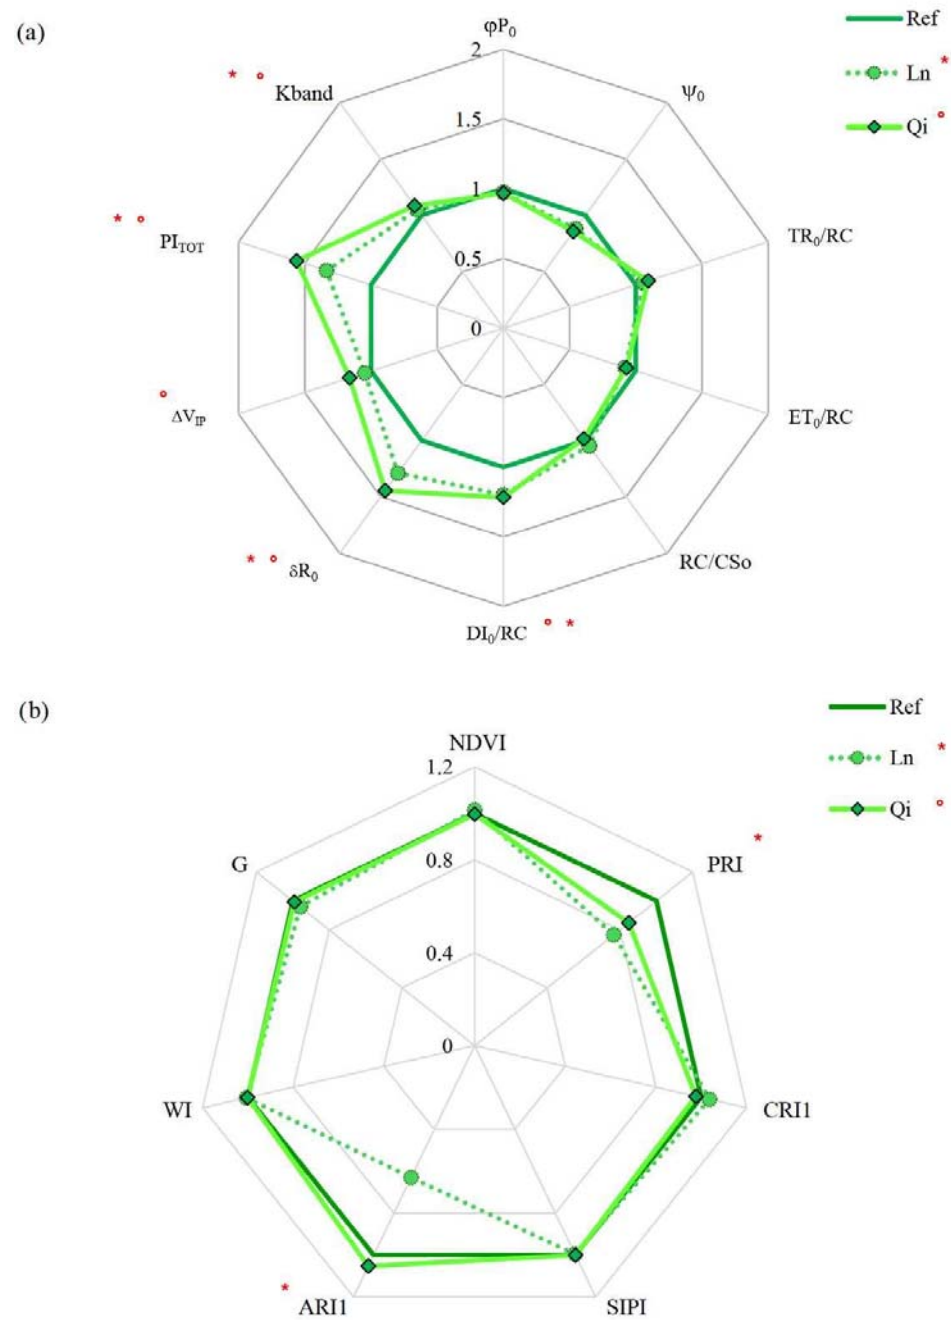 (a)
φP₀
Ref
2
Ln *
* ∘ Kband
ψ₀
1.5
Qi ∘
1
* ∘
PI_TOT
TR₀/RC
0.5
0
∘
ΔV_IP
ET₀/RC
* ∘ δR₀
RC/CSo
DI₀/RC ∘ *
(b)
Ref
NDVI
Ln *
1.2
Qi ∘
G
0.8
PRI *
0.4
0
WI
CRI1
* ARI1
SIPI